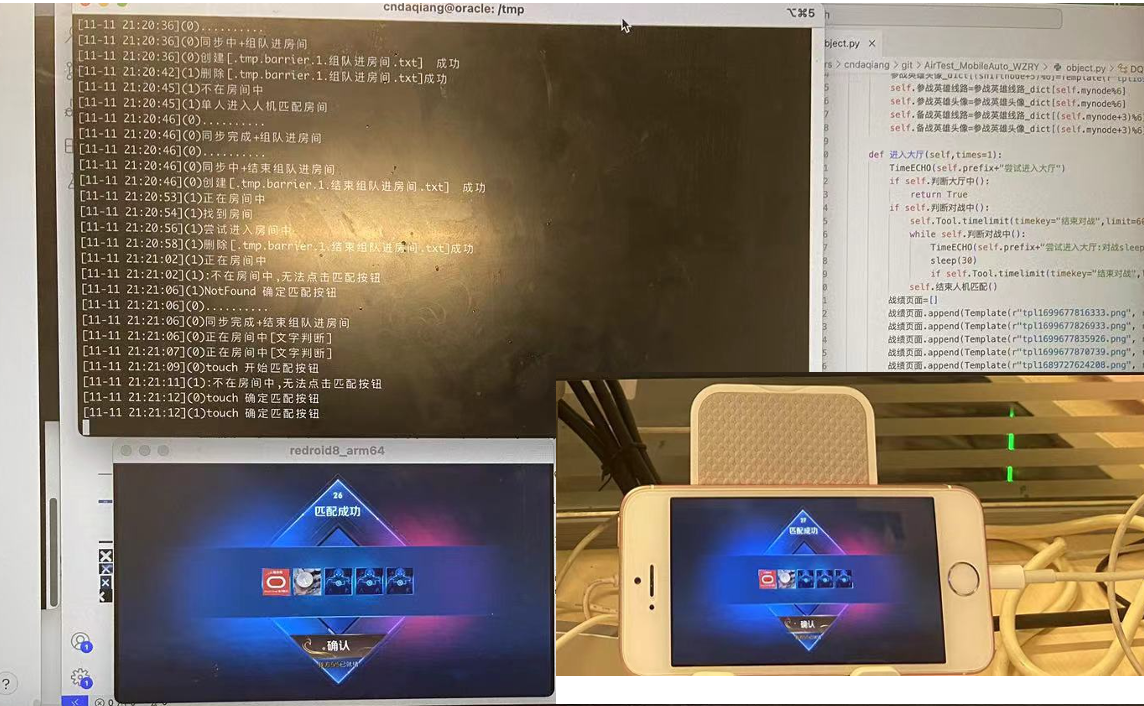 cndaqiang@oracle: /tmp
⌥⌘5
[11-11 21:20:36](0)..........
[11-11 21:20:36](0)同步中+组队进房间
[11-11 21:20:36](0)创建[.tmp.barrier.1.组队进房间.txt] 成功
[11-11 21:20:42](1)删除[.tmp.barrier.1.组队进房间.txt]成功
[11-11 21:20:45](1)不在房间中
[11-11 21:20:45](1)单人进入人机匹配房间
[11-11 21:20:46](0)..........
[11-11 21:20:46](0)同步完成+组队进房间
[11-11 21:20:46](0)..........
[11-11 21:20:46](0)同步中+结束组队进房间
[11-11 21:20:46](0)创建[.tmp.barrier.1.结束组队进房间.txt] 成功
[11-11 21:20:53](1)正在房间中
[11-11 21:20:54](1)找到房间
[11-11 21:20:56](1)尝试进入房间中
[11-11 21:20:58](1)删除[.tmp.barrier.1.结束组队进房间.txt]成功
[11-11 21:21:02](1)正在房间中
[11-11 21:21:02](1):不在房间中,无法点击匹配按钮
[11-11 21:21:06](1)NotFound 确定匹配按钮
[11-11 21:21:06](0)..........
[11-11 21:21:06](0)同步完成+结束组队进房间
[11-11 21:21:06](0)正在房间中[文字判断]
[11-11 21:21:07](0)正在房间中[文字判断]
[11-11 21:21:09](0)touch 开始匹配按钮
[11-11 21:21:11](1):不在房间中,无法点击匹配按钮
[11-11 21:21:12](0)touch 确定匹配按钮
[11-11 21:21:12](1)touch 确定匹配按钮
bject.py ×
cndaqiang > git > AirTest_MobileAuto_WZRY > object.py >
self.参战英雄线路=参战英雄线路_dict[self.mynode%6]
self.参战英雄头像=参战英雄头像_dict[self.mynode%6]
self.备战英雄线路=参战英雄线路_dict[(self.mynode+3)%6]
self.备战英雄头像=参战英雄头像_dict[(self.mynode+3)%6
def 进入大厅(self,times=1):
TimeECHO(self.prefix+"尝试进入大厅")
if self.判断大厅中():
return True
if self.判断对战中():
self.Tool.timelimit(timekey="结束对战",limit=6
while self.判断对战中():
TimeECHO(self.prefix+"尝试进入大厅:对战sleep
sleep(30)
if self.Tool.timelimit(timekey="结束对战",
self.结束人机匹配()
战绩页面=[]
战绩页面.append(Template(r"tpl1699677816333.png",
战绩页面.append(Template(r"tpl1699677826933.png",
战绩页面.append(Template(r"tpl1699677835926.png",
战绩页面.append(Template(r"tpl1699677870739.png",
战绩页面.append(Template(r"tpl1689727624208.png",
redroid8_arm64
26
匹配成功
确认
匹配成功
确认
1
1
?